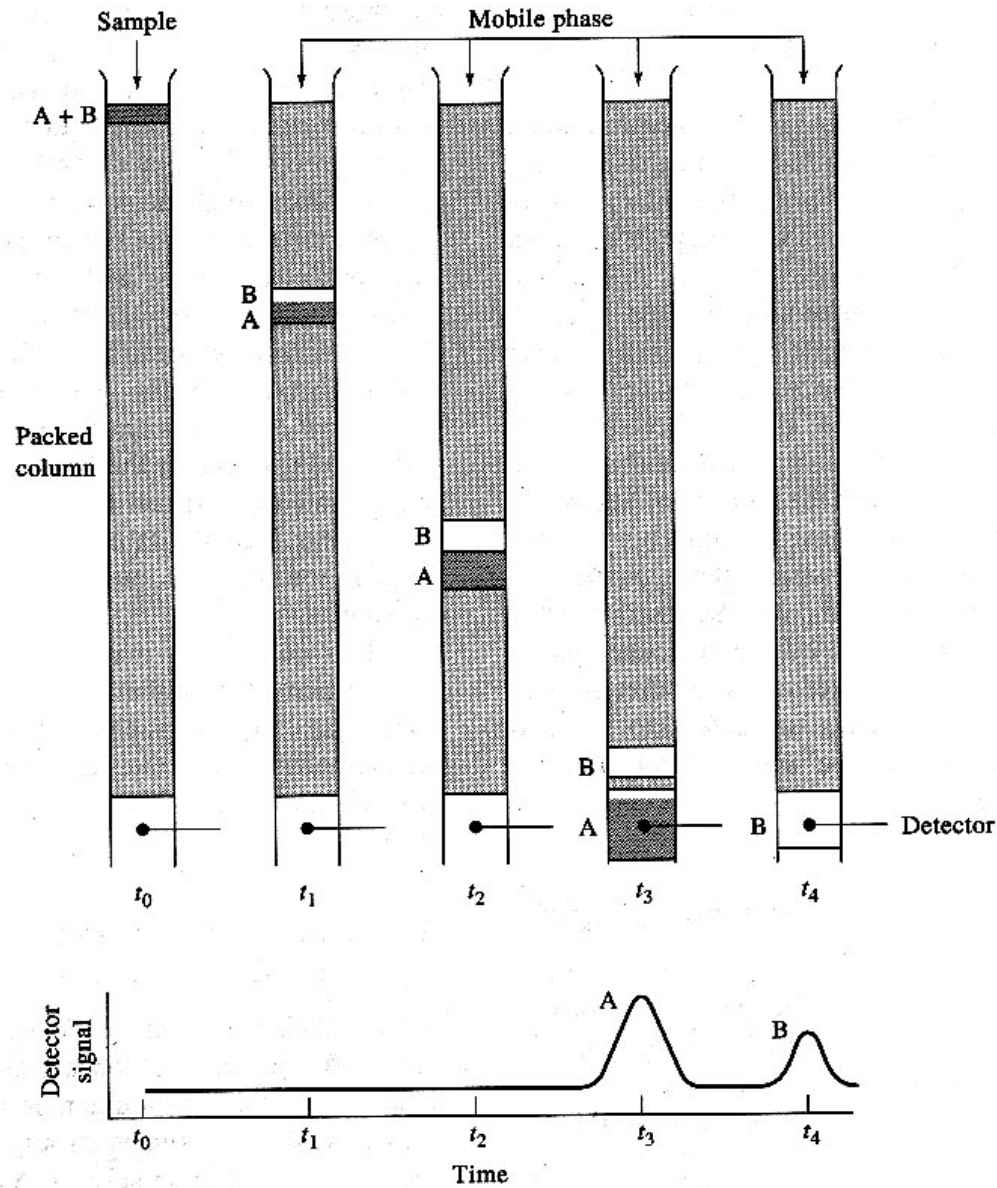 Sample
Mobile phase
A + B
B
A
Packed
column
B
A
B
A
B
Detector
t₀
t₁
t₂
t₃
t₄
A
B
Detector
signal
t₀
t₁
t₂
t₃
t₄
Time